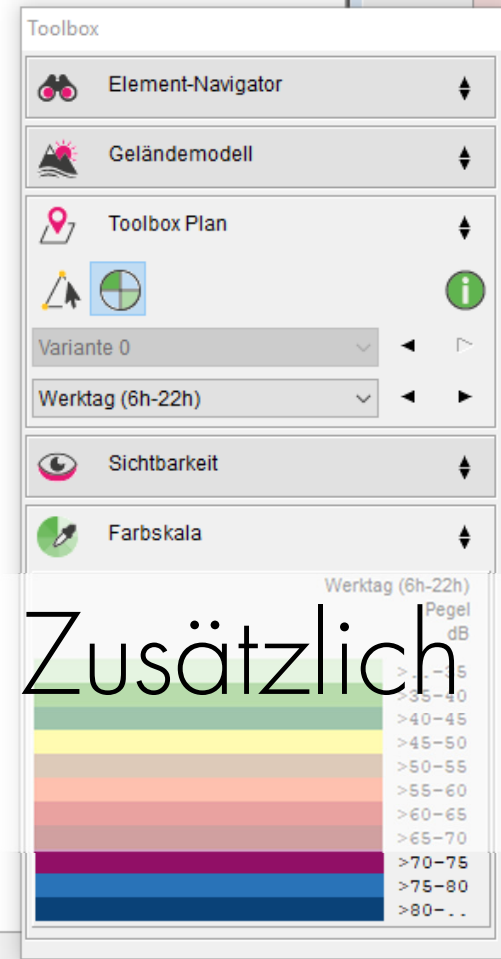 Toolbox
Element-Navigator
Geländemodell
Toolbox Plan
Variante 0
Werktag (6h-22h)
Sichtbarkeit
Farbskala
Werktag (6h-22h)
Pegel
dB
Zusätzlich
>..-35
>35-40
>40-45
>45-50
>50-55
>55-60
>60-65
>65-70
>70-75
>75-80
>80-..